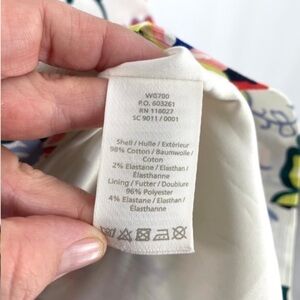 WG700
P.O. 603261
RN 116027
SC 9011 / 0001
Shell / Hulle / Extérieur
98% Cotton / Baumwolle /
Coton
2% Elastane / Elasthan /
Élasthanne
Lining / Futter / Doublure
96% Polyester
4% Elastane / Elasthan /
Élasthanne